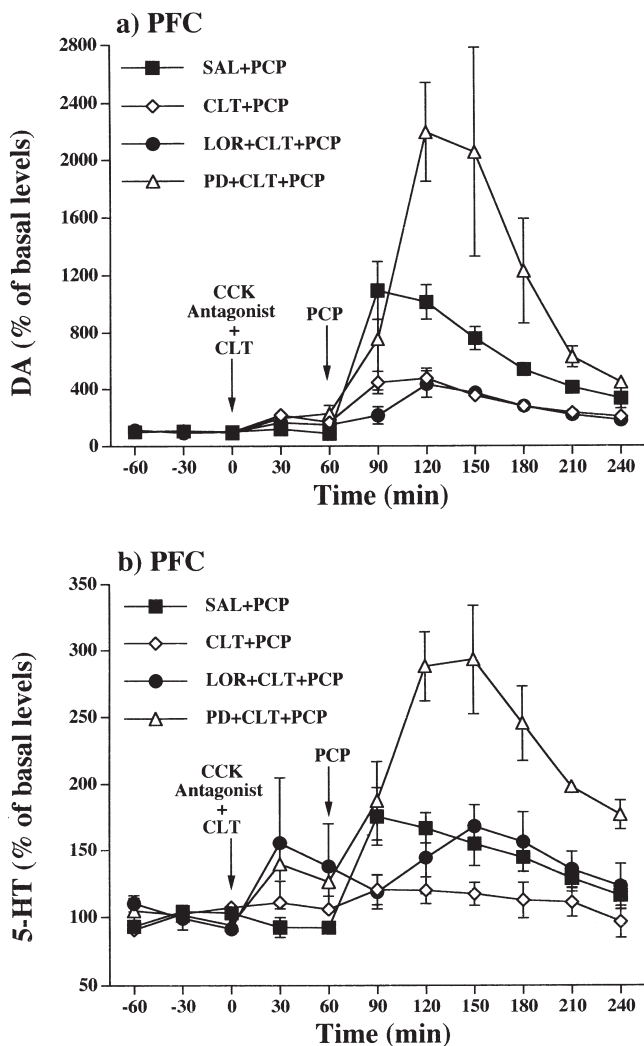 a) PFC
2800
2400
2000
1600
1200
800
400
0
DA (% of basal levels)
SAL+PCP
CLT+PCP
LOR+CLT+PCP
PD+CLT+PCP
CCK
Antagonist
+
CLT
PCP
-60 -30 0 30 60 90 120 150 180 210 240
Time (min)
b) PFC
350
300
250
200
150
100
50
5-HT (% of basal levels)
SAL+PCP
CLT+PCP
LOR+CLT+PCP
PD+CLT+PCP
CCK
Antagonist
+
CLT
PCP
-60 -30 0 30 60 90 120 150 180 210 240
Time (min)